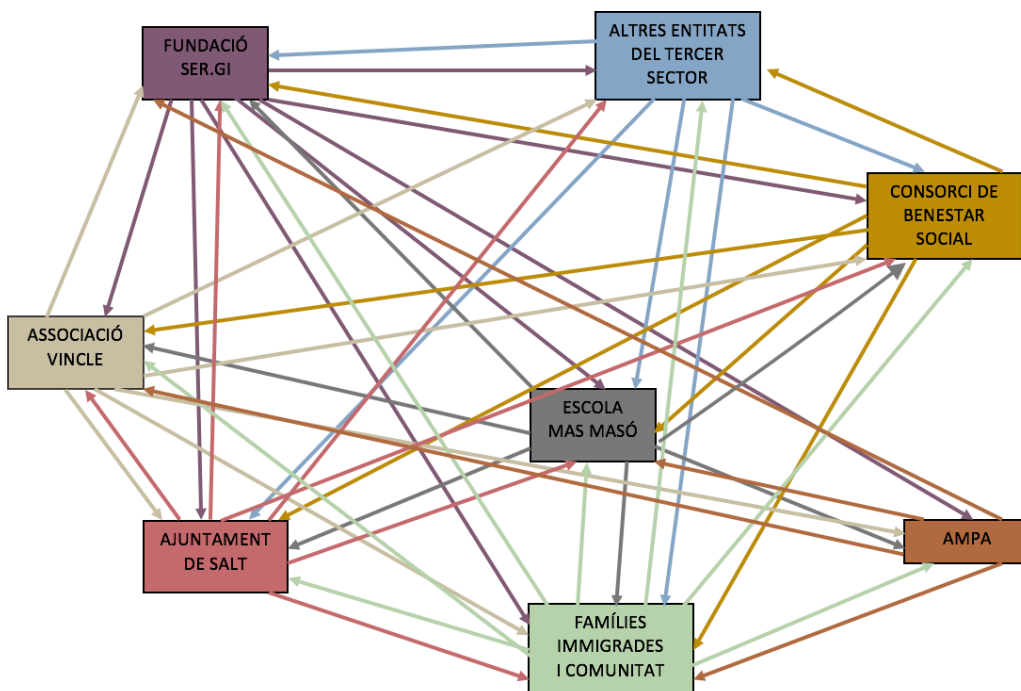 FUNDACIÓ
SER.GI
ALTRES ENTITATS
DEL TERCER
SECTOR
CONSORCI DE
BENESTAR
SOCIAL
ASSOCIACIÓ
VINCLE
ESCOLA
MAS MASÓ
AJUNTAMENT
DE SALT
AMPA
FAMÍLIES
IMMIGRADES
I COMUNITAT